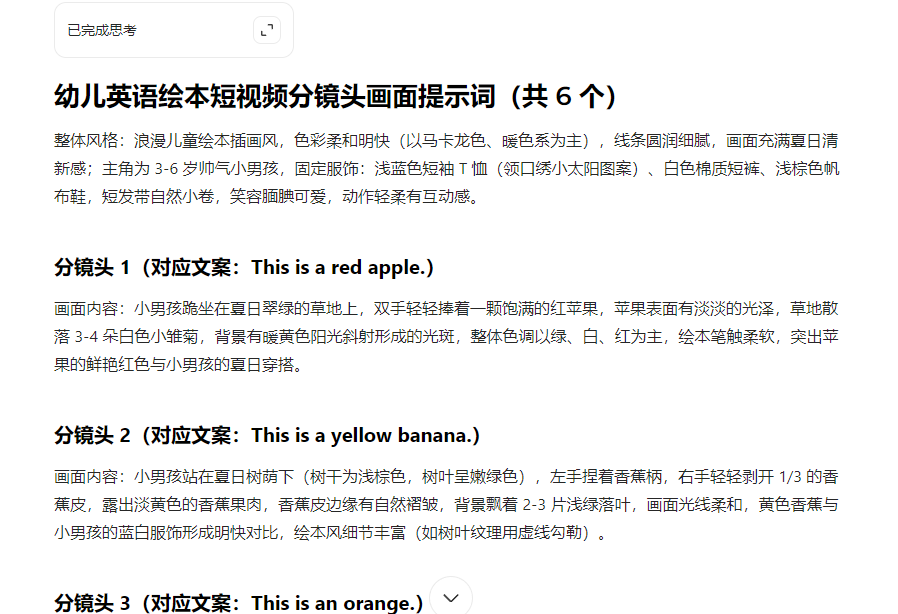 已完成思考
幼儿英语绘本短视频分镜头画面提示词（共 6 个）
整体风格：浪漫儿童绘本插画风，色彩柔和明快（以马卡龙色、暖色系为主），线条圆润细腻，画面充满夏日清
新感；主角为 3-6 岁帅气小男孩，固定服饰：浅蓝色短袖 T 恤（领口绣小太阳图案）、白色棉质短裤、浅棕色帆
布鞋，短发带自然小卷，笑容腼腆可爱，动作轻柔有互动感。
分镜头 1（对应文案：This is a red apple.）
画面内容：小男孩跪坐在夏日翠绿的草地上，双手轻轻捧着一颗饱满的红苹果，苹果表面有淡淡的光泽，草地散
落 3-4 朵白色小雏菊，背景有暖黄色阳光斜射形成的光斑，整体色调以绿、白、红为主，绘本笔触柔软，突出苹
果的鲜艳红色与小男孩的夏日穿搭。
分镜头 2（对应文案：This is a yellow banana.）
画面内容：小男孩站在夏日树荫下（树干为浅棕色，树叶呈嫩绿色），左手捏着香蕉柄，右手轻轻剥开 1/3 的香
蕉皮，露出淡黄色的香蕉果肉，香蕉皮边缘有自然褶皱，背景飘着 2-3 片浅绿落叶，画面光线柔和，黄色香蕉与
小男孩的蓝白服饰形成明快对比，绘本风细节丰富（如树叶纹理用虚线勾勒）。
分镜头 3（对应文案：This is an orange.）